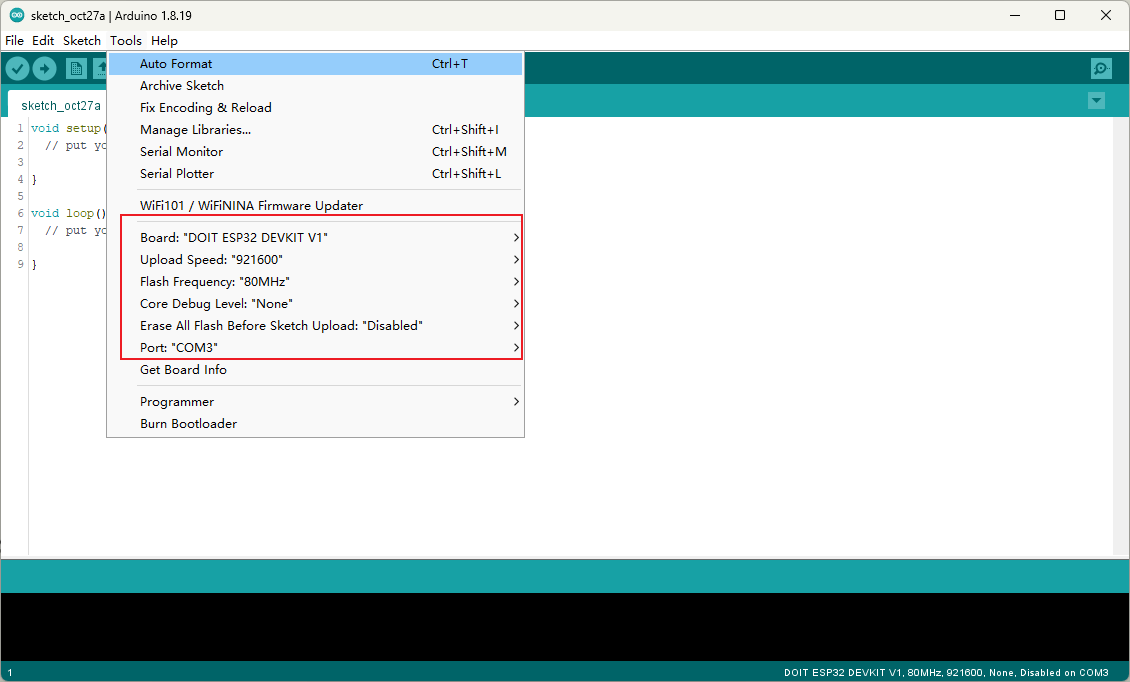 sketch_oct27a | Arduino 1.8.19
File Edit Sketch Tools Help
Auto Format Ctrl+T
Archive Sketch
Fix Encoding & Reload
Manage Libraries... Ctrl+Shift+I
Serial Monitor Ctrl+Shift+M
Serial Plotter Ctrl+Shift+L
WiFi101 / WiFiNINA Firmware Updater
Board: "DOIT ESP32 DEVKIT V1"
Upload Speed: "921600"
Flash Frequency: "80MHz"
Core Debug Level: "None"
Erase All Flash Before Sketch Upload: "Disabled"
Port: "COM3"
Get Board Info
Programmer
Burn Bootloader
sketch_oct27a
1 void setup(
2 // put yo
3
4 }
5
6 void loop()
7 // put yo
8
9 }
1 DOIT ESP32 DEVKIT V1, 80MHz, 921600, None, Disabled on COM3